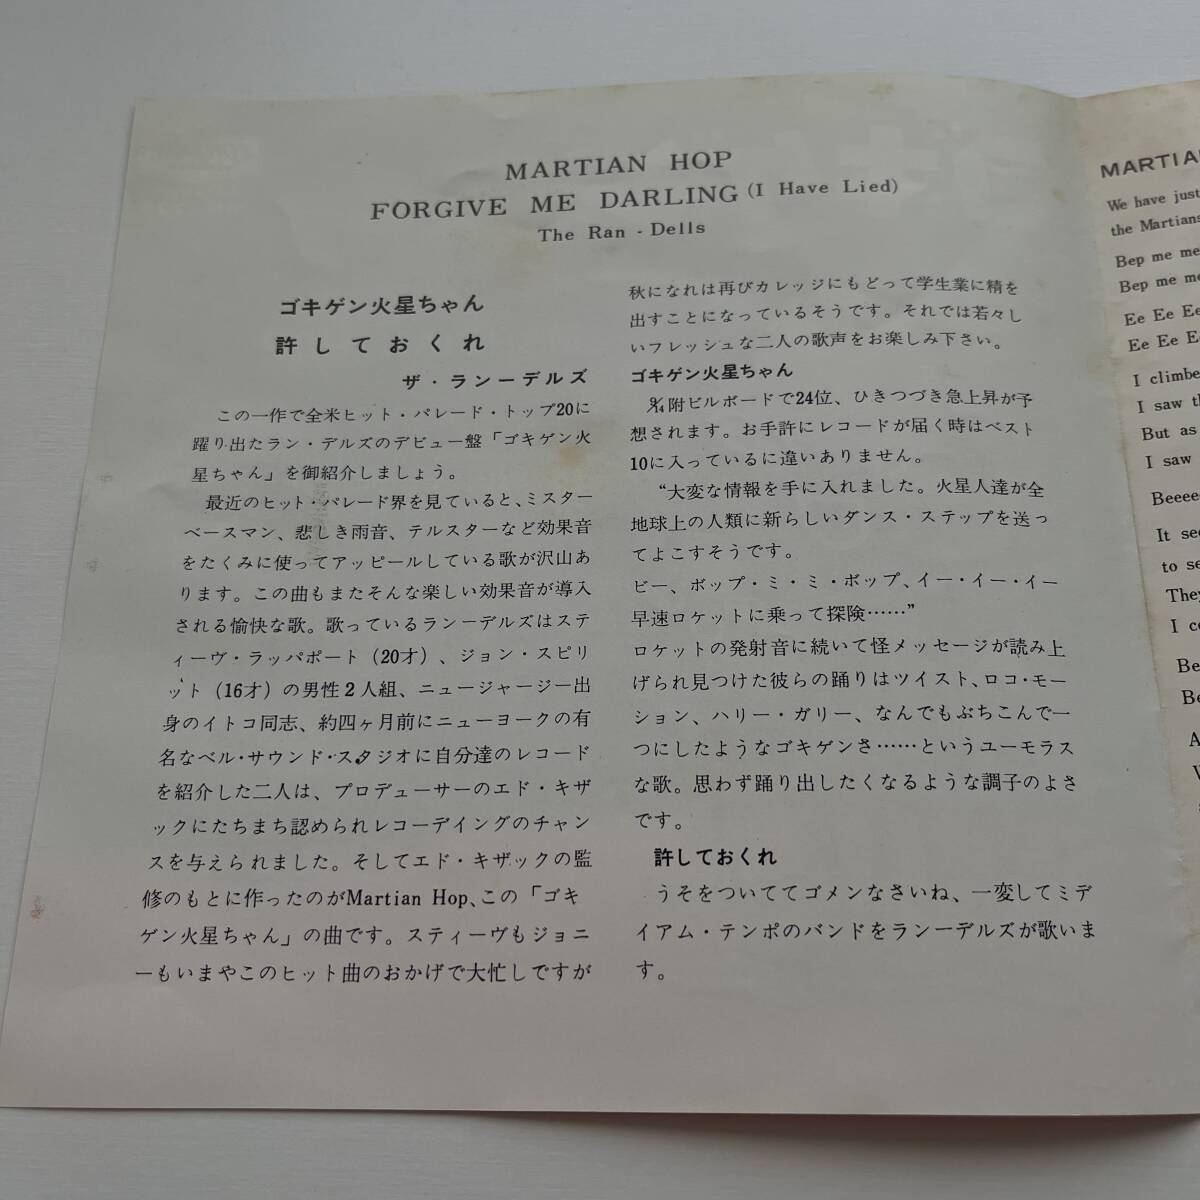 MARTIAN HOP
FORGIVE ME DARLING (I Have Lied)
The Ran - Dells
ゴキゲン火星ちゃん
許しておくれ
ザ・ランーデルズ
この一作で全米ヒット・パレード・トップ20に
躍り出たラン・デルズのデビュー盤「ゴキゲン火
星ちゃん」を御紹介しましょう。
最近のヒット・パレード界を見ていると、ミスター
ベースマン、悲しき雨音、テルスターなど効果音
をたくみに使ってアッピールしている歌が沢山あ
ります。この曲もまたそんな楽しい効果音が導入
される愉快な歌。歌っているランーデルズはステ
ィーヴ・ラッパポート(20才)、ジョン・スピリ
ット(16才)の男性2人組、ニュージャージー出
身のイトコ同志、約四ヶ月前にニューヨークの有
名なベル・サウンド・スタジオに自分達のレコード
を紹介した二人は、プロデューサーのエド・キザ
ックにたちまち認められレコーデイングのチャン
スを与えられました。そしてエド・キザックの監
修のもとに作ったのがMartian Hop、この「ゴキ
ゲン火星ちゃん」の曲です。スティーヴもジョニ
ーもいまやこのヒット曲のおかげで大忙しですが
秋になれは再びカレッジにもどって学生業に精を
出すことになっているそうです。それでは若々し
いフレッシュな二人の歌声をお楽しみ下さい。
ゴキゲン火星ちゃん
附ビルボードで24位、ひきつづき急上昇が予
想されます。お手許にレコードが届く時はベスト
10に入っているに違いありません。
“大変な情報を手に入れました。火星人達が全
地球上の人類に新らしいダンス・ステップを送っ
てよこすそうです。
ビー、ボップ・ミ・ミ・ボップ、イー・イー・イー
早速ロケットに乗って探険……”
ロケットの発射音に続いて怪メッセージが読み上
げられ見つけた彼らの踊りはツイスト、ロコ・モー
ション、ハリー・ガリー、なんでもぶちこんで一
つにしたようなゴキゲンさ……というユーモラス
な歌。思わず踊り出したくなるような調子のよさ
です。
許しておくれ
うそをついててゴメンなさいね、一変してミデ
イアム・テンポのバンドをランーデルズが歌いま
す。
MARTIA
We have just
the Martians
Bep me me
Bep me me
Ee Ee Ee
Ee Ee E
I climbe
I saw th
But as
I saw
Beeee
It see
to se
They
I c
Be
Be
A